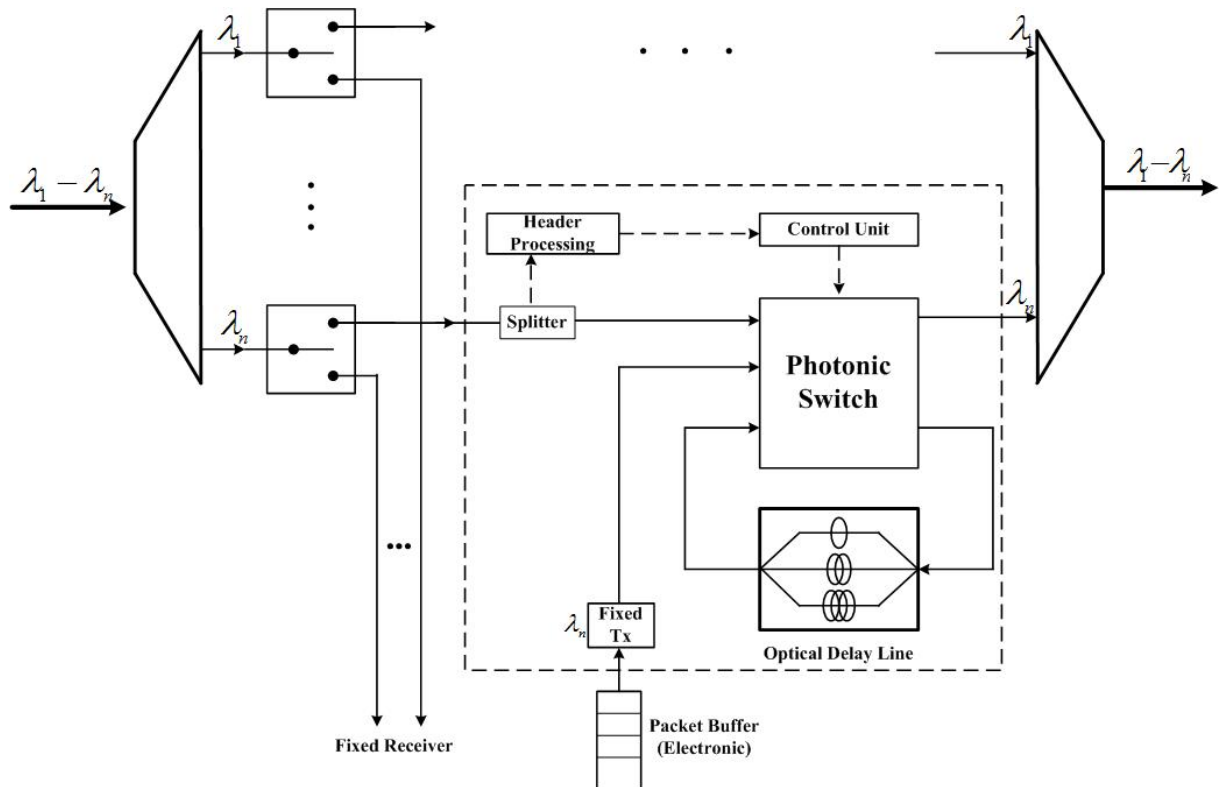 λ₁
λ₁
λ₁ − λₙ
λ₁−λₙ
Header
Processing
Control Unit
λₙ
Splitter
λₙ
Photonic
Switch
λₙ
Fixed
Tx
Optical Delay Line
Fixed Receiver
Packet Buffer
(Electronic)